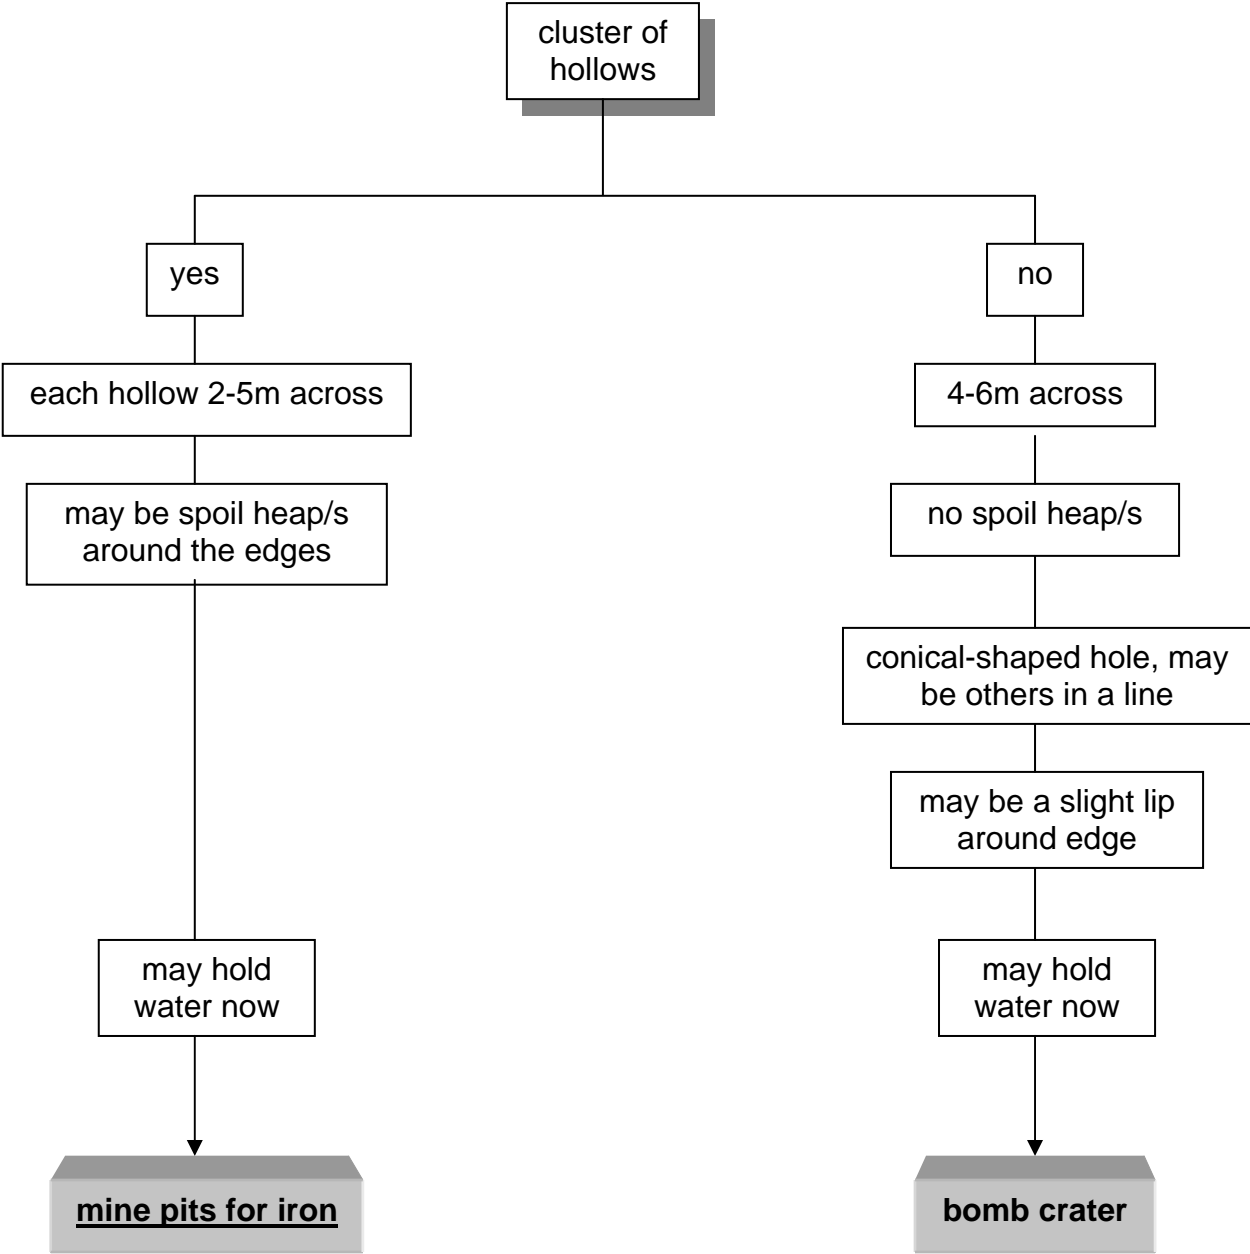 cluster of
hollows
yes
no
each hollow 2-5m across
4-6m across
may be spoil heap/s
around the edges
no spoil heap/s
conical-shaped hole, may
be others in a line
may be a slight lip
around edge
may hold
water now
may hold
water now
mine pits for iron
bomb crater